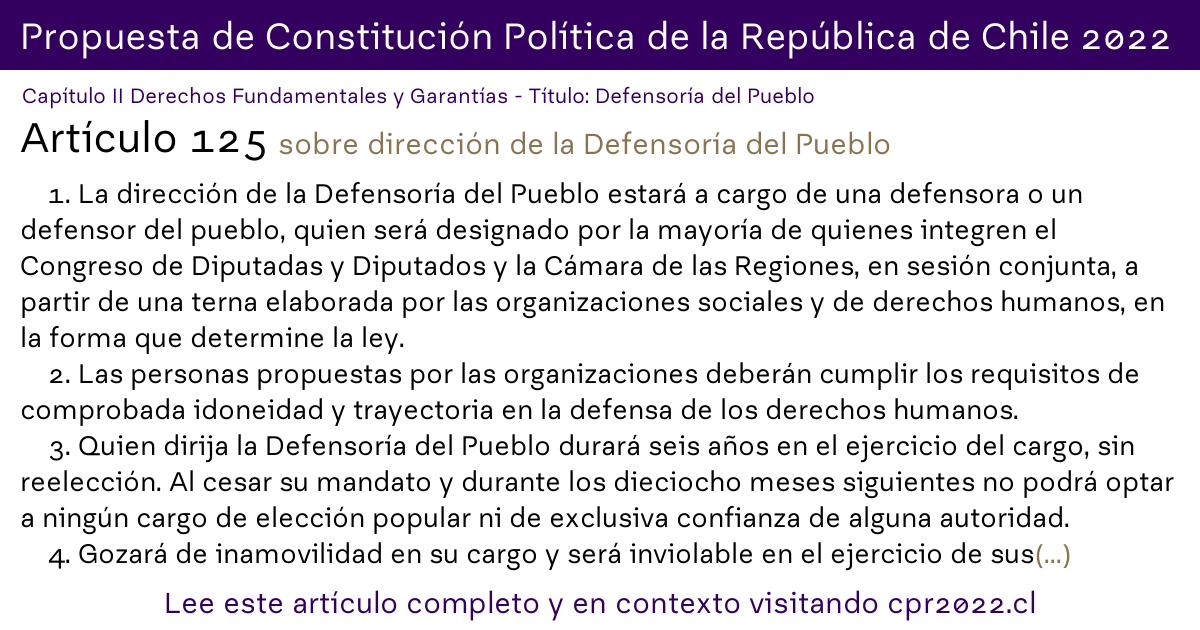 Propuesta de Constitución Política de la República de Chile 2022
Capítulo II Derechos Fundamentales y Garantías - Título: Defensoría del Pueblo
Artículo 125 sobre dirección de la Defensoría del Pueblo
1. La dirección de la Defensoría del Pueblo estará a cargo de una defensora o un
defensor del pueblo, quien será designado por la mayoría de quienes integren el
Congreso de Diputadas y Diputados y la Cámara de las Regiones, en sesión conjunta, a
partir de una terna elaborada por las organizaciones sociales y de derechos humanos, en
la forma que determine la ley.
2. Las personas propuestas por las organizaciones deberán cumplir los requisitos de
comprobada idoneidad y trayectoria en la defensa de los derechos humanos.
3. Quien dirija la Defensoría del Pueblo durará seis años en el ejercicio del cargo, sin
reelección. Al cesar su mandato y durante los dieciocho meses siguientes no podrá optar
a ningún cargo de elección popular ni de exclusiva confianza de alguna autoridad.
4. Gozará de inamovilidad en su cargo y será inviolable en el ejercicio de sus(...)
Lee este artículo completo y en contexto visitando cpr2022.cl